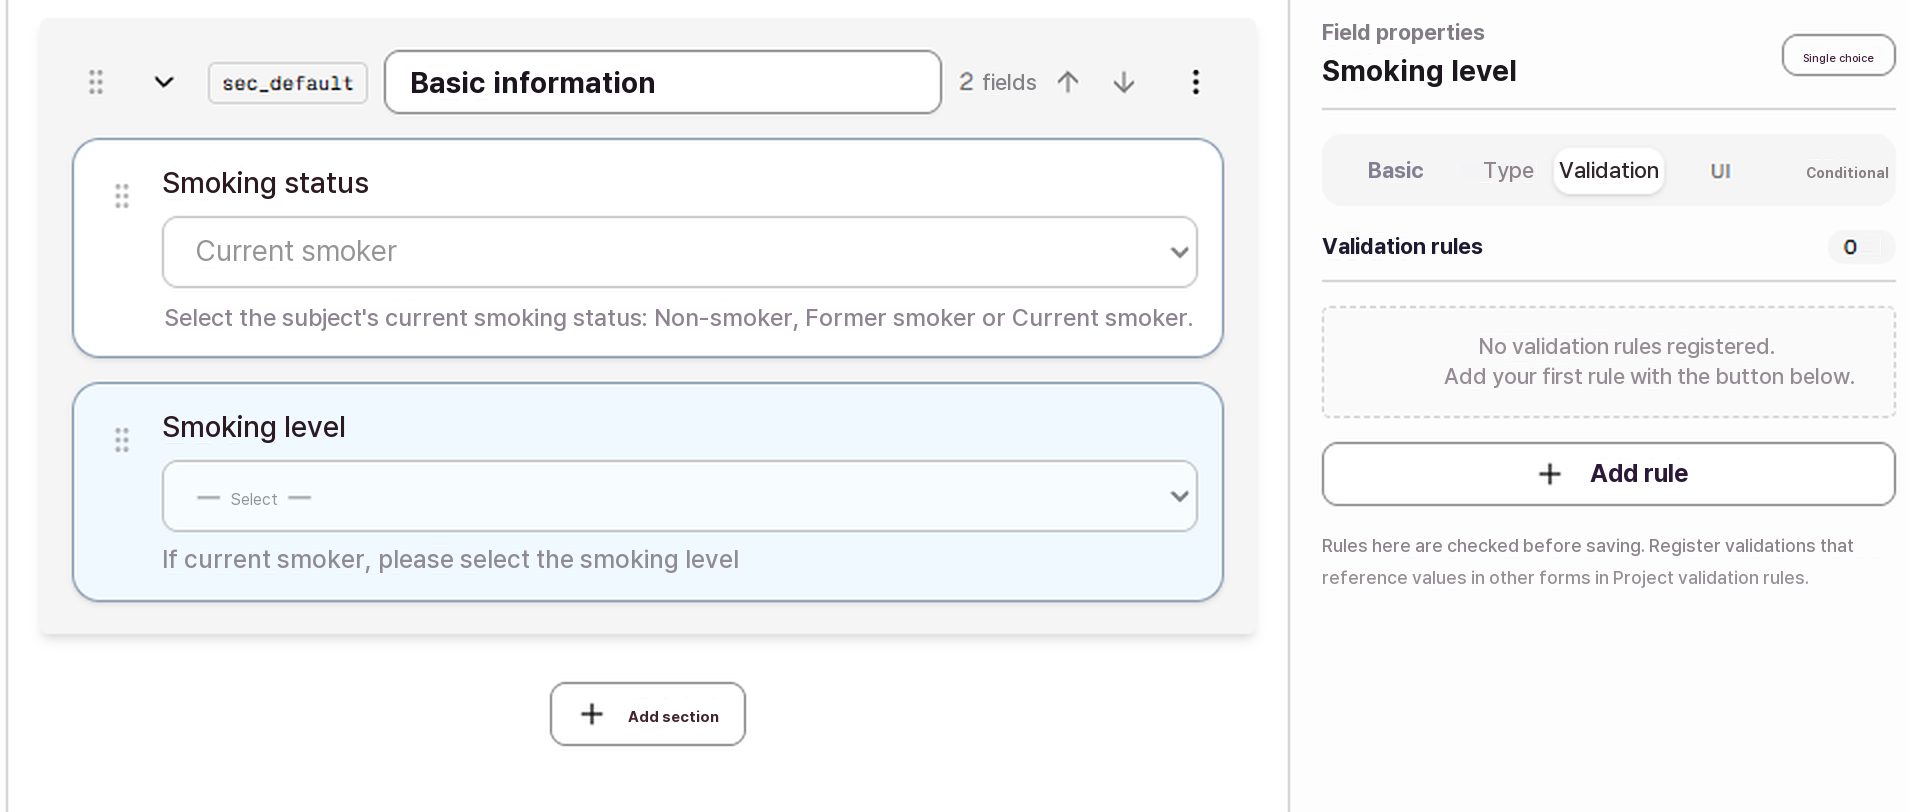 sec_default
Basic information
2 fields
Smoking status
Current smoker
Select the subject's current smoking status: Non-smoker, Former smoker or Current smoker.
Smoking level
— Select —
If current smoker, please select the smoking level
+ Add section
Field properties
Smoking level
Single choice
Basic Type Validation UI Conditional
Validation rules 0
No validation rules registered.
Add your first rule with the button below.
+ Add rule
Rules here are checked before saving. Register validations that
reference values in other forms in Project validation rules.